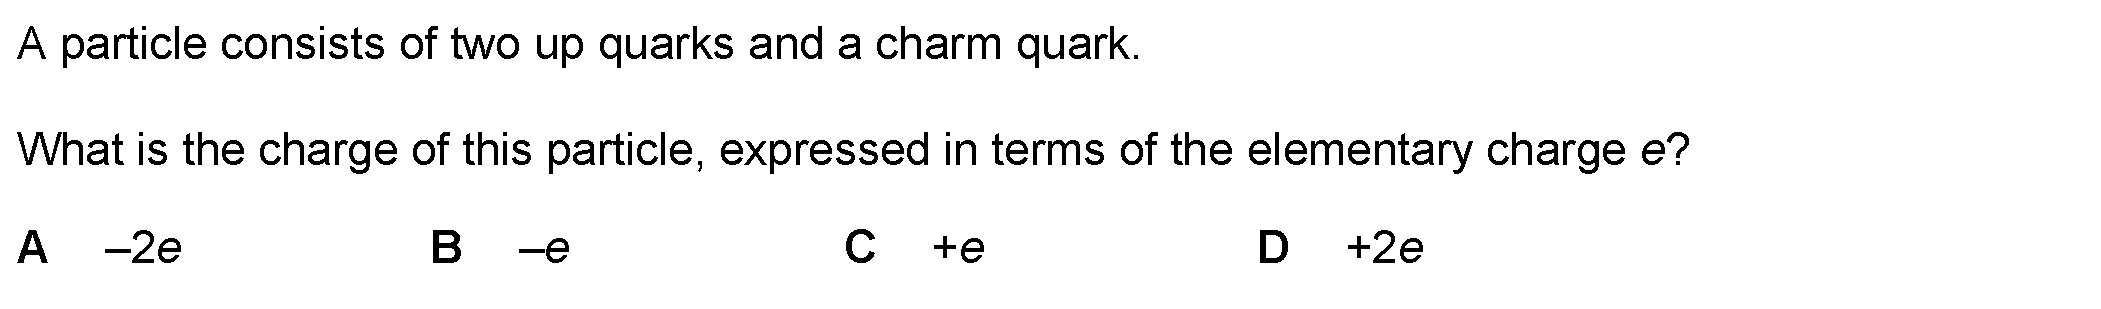 A particle consists of two up quarks and a charm quark.
What is the charge of this particle, expressed in terms of the elementary charge e?
A –2e B –e C +e D +2e